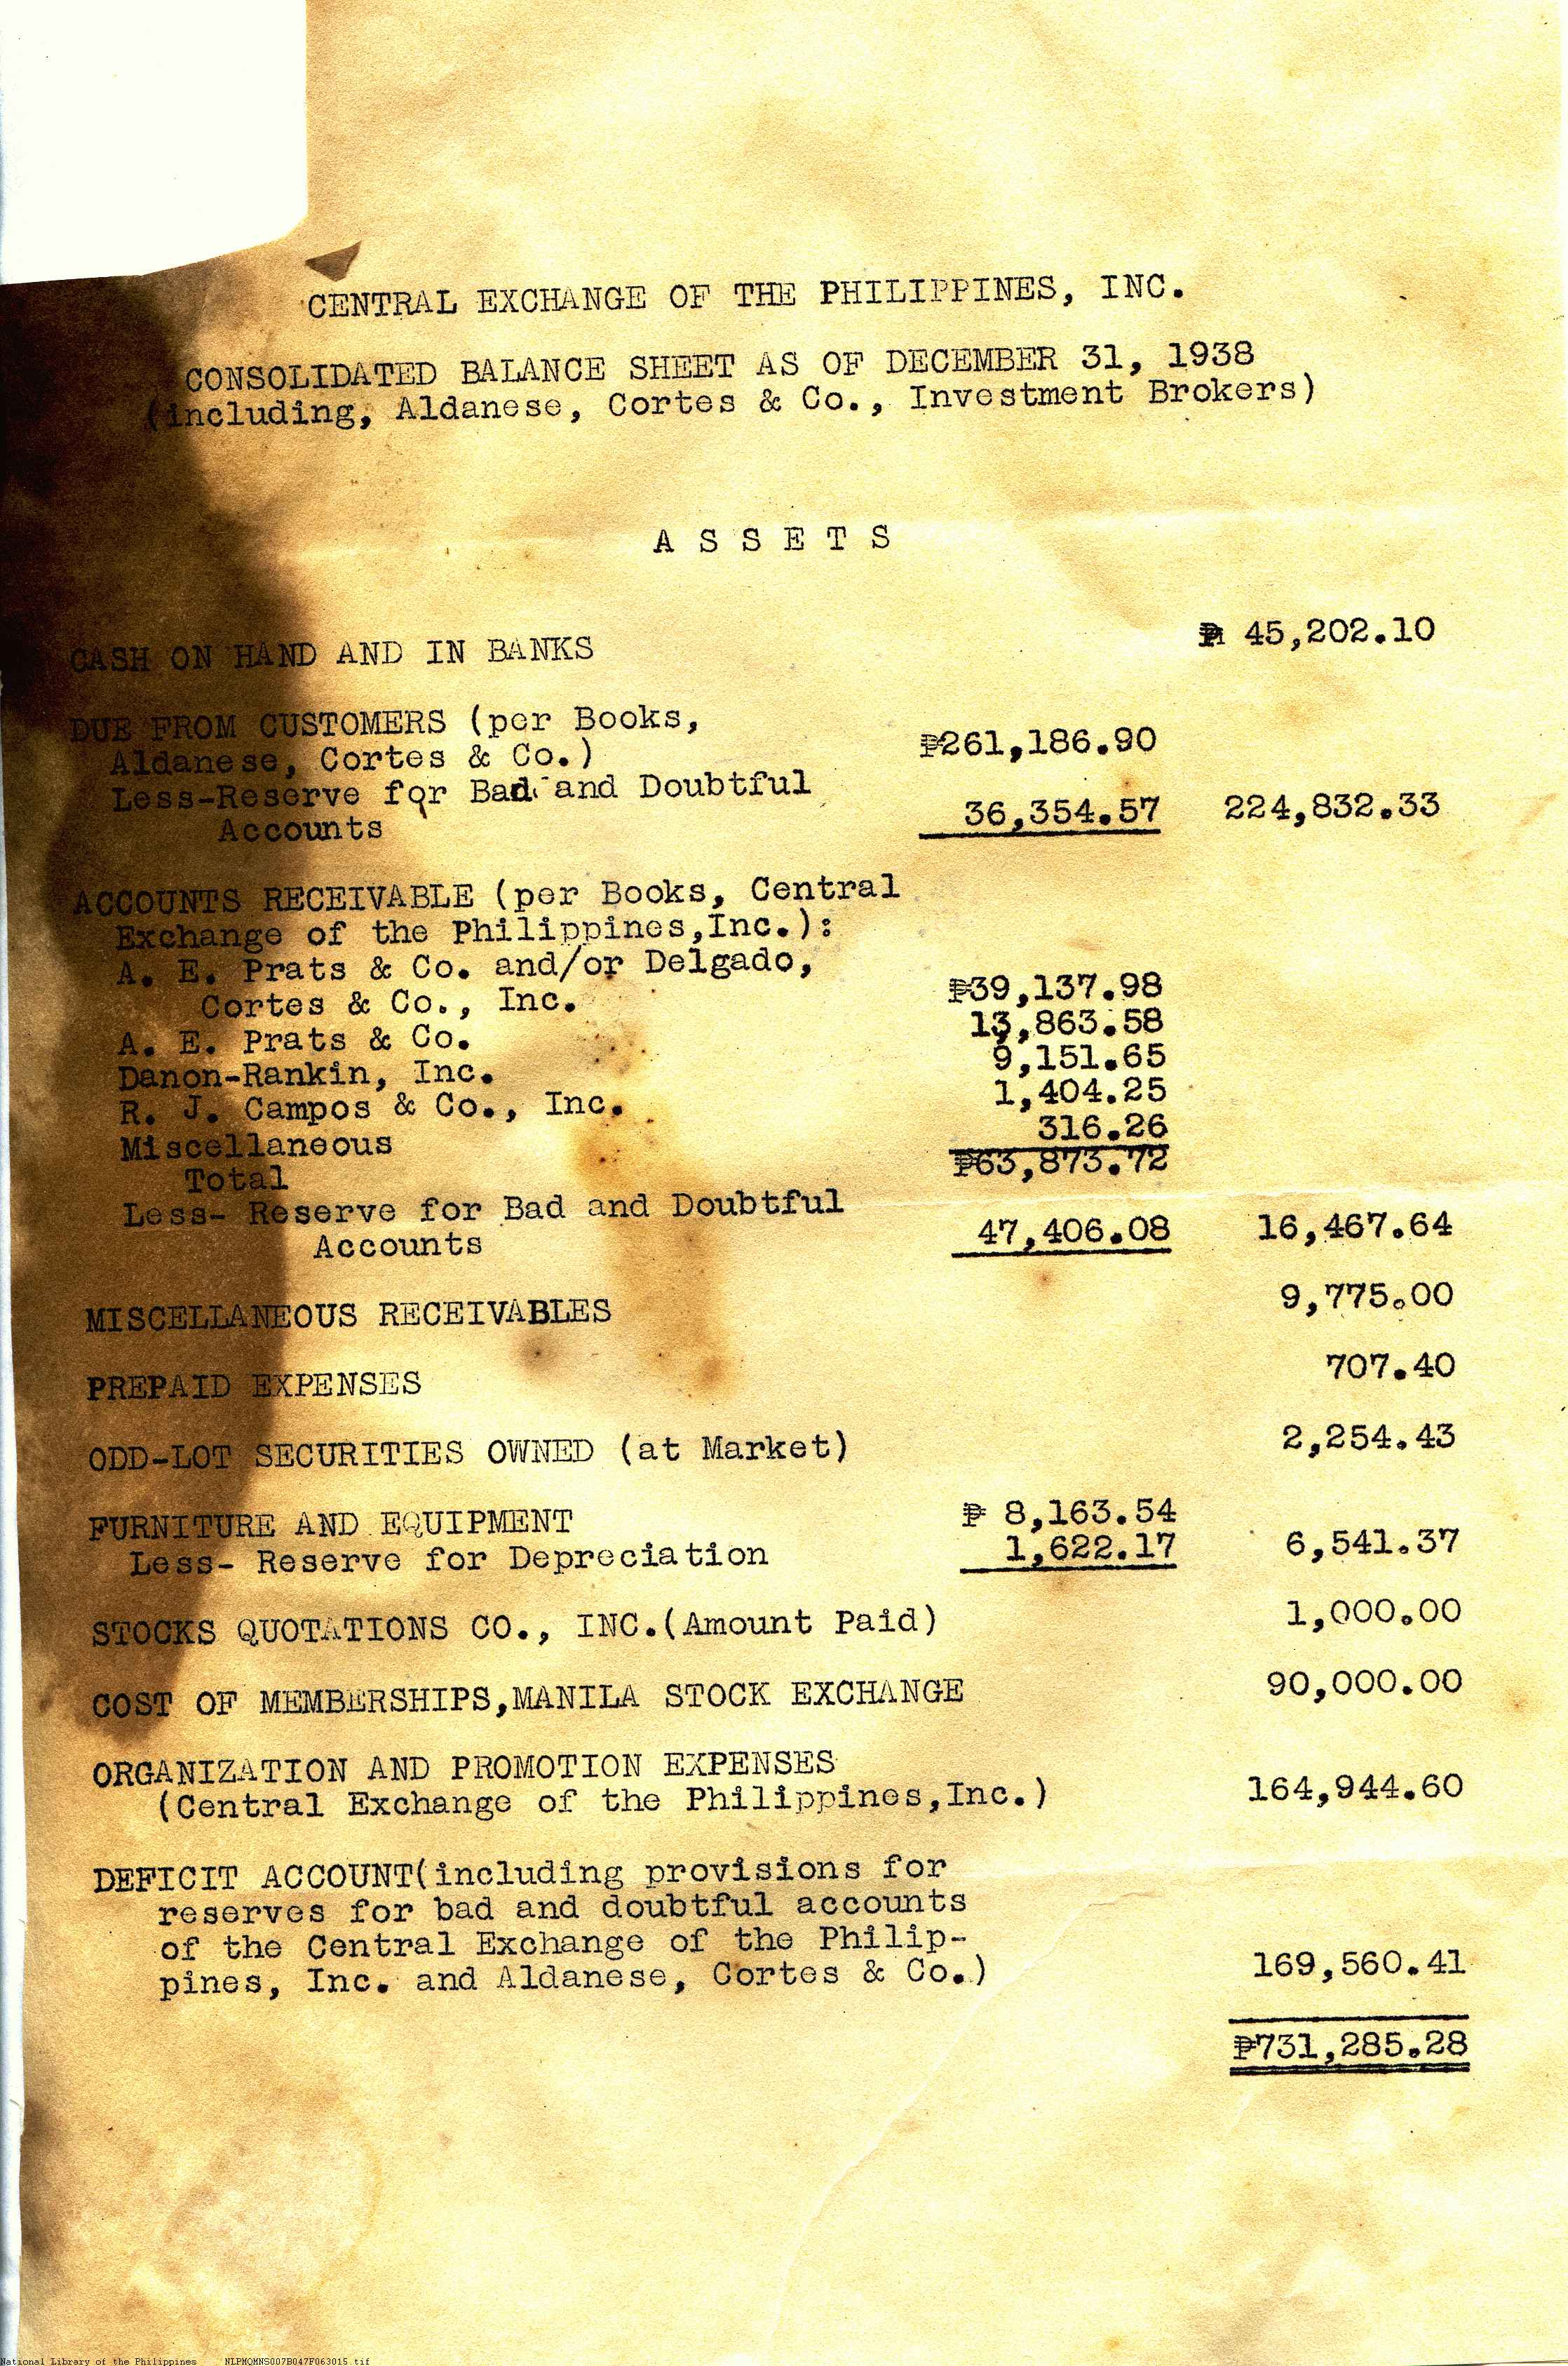 CENTRAL EXCHANGE OF THE PHILIPPINES, INC.
CONSOLIDATED BALANCE SHEET AS OF DECEMBER 31, 1938
(including, Aldanese, Cortes & Co., Investment Brokers)
A S S E T S
CASH ON HAND AND IN BANKS ₱ 45,202.10
DUE FROM CUSTOMERS (per Books,
Aldanese, Cortes & Co.) ₱261,186.90
Less-Reserve for Bad and Doubtful
Accounts 36,354.57 224,832.33
ACCOUNTS RECEIVABLE (per Books, Central
Exchange of the Philippines,Inc.):
A. E. Prats & Co. and/or Delgado,
Cortes & Co., Inc. ₱39,137.98
A. E. Prats & Co. 13,863.58
Danon-Rankin, Inc. 9,151.65
R. J. Campos & Co., Inc. 1,404.25
Miscellaneous 316.26
Total ₱63,873.72
Less- Reserve for Bad and Doubtful
Accounts 47,406.08 16,467.64
MISCELLANEOUS RECEIVABLES 9,775.00
PREPAID EXPENSES 707.40
ODD-LOT SECURITIES OWNED (at Market) 2,254.43
FURNITURE AND EQUIPMENT ₱ 8,163.54
Less- Reserve for Depreciation 1,622.17 6,541.37
STOCKS QUOTATIONS CO., INC.(Amount Paid) 1,000.00
COST OF MEMBERSHIPS,MANILA STOCK EXCHANGE 90,000.00
ORGANIZATION AND PROMOTION EXPENSES
(Central Exchange of the Philippines,Inc.) 164,944.60
DEFICIT ACCOUNT(including provisions for
reserves for bad and doubtful accounts
of the Central Exchange of the Philip-
pines, Inc. and Aldanese, Cortes & Co.) 169,560.41
₱731,285.28
National Library of the Philippines NLPMQMNS007B047F063015.tif